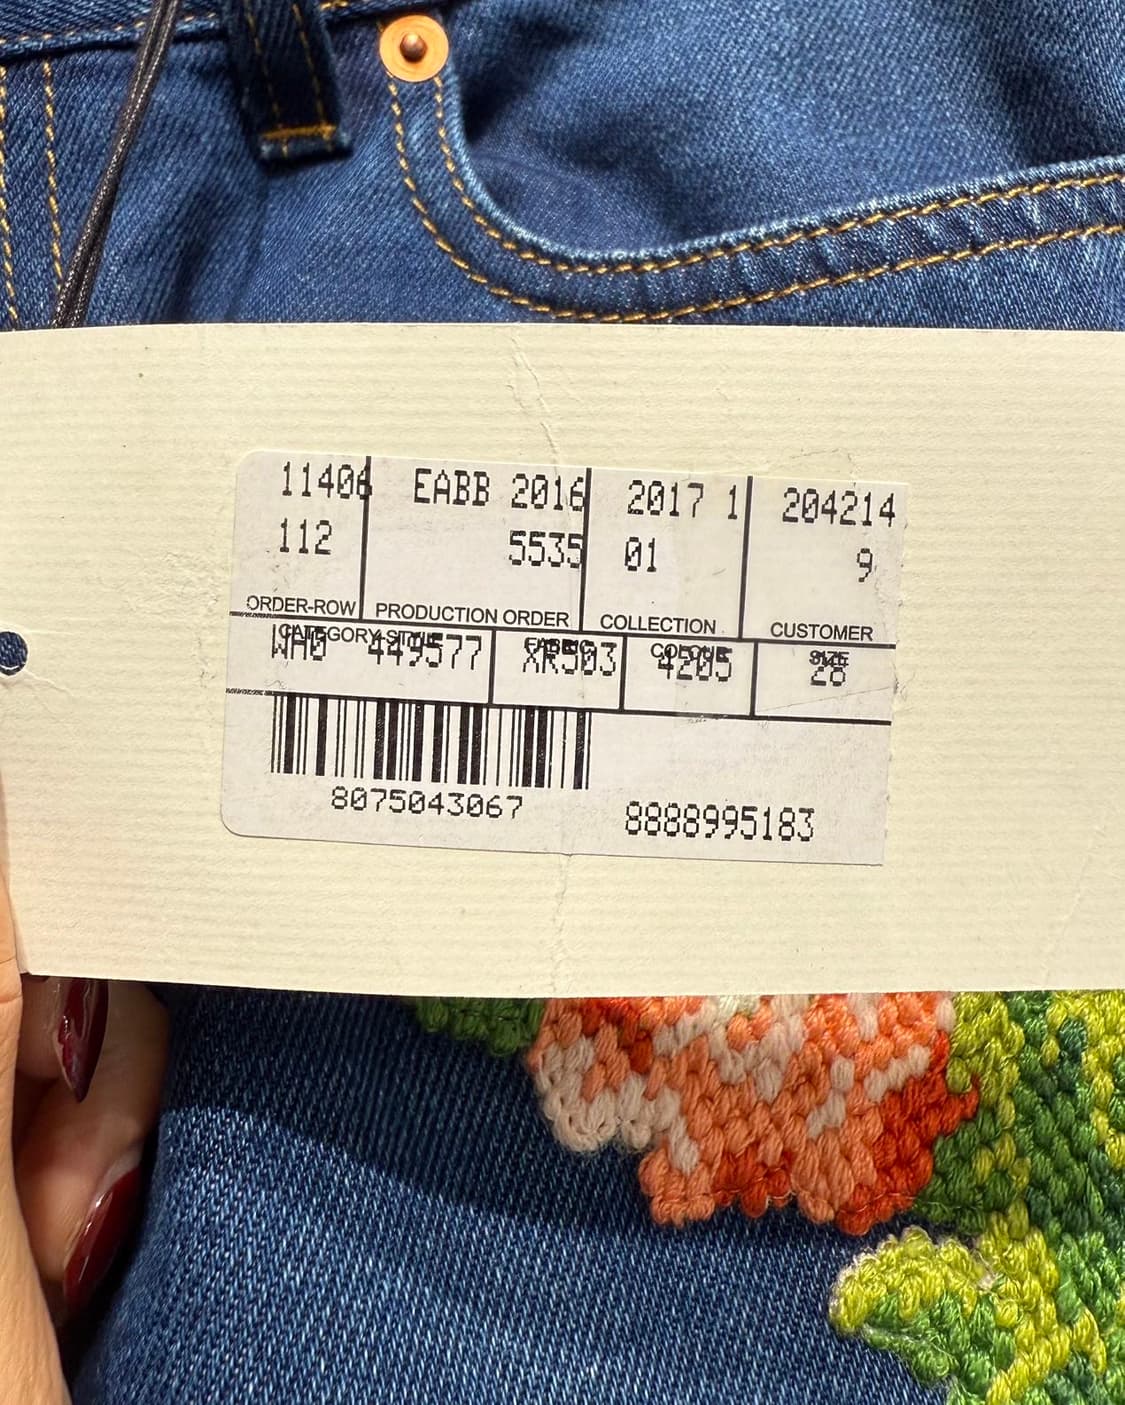 11406 EABB 2016 2017 1 204214
112 5535 01 9
ORDER-ROW PRODUCTION ORDER COLLECTION CUSTOMER
CATEGORY-STYLE FABRIC COLOUR SIZE
WA0 449577 XR503 4205 28
8075043067 8888995183